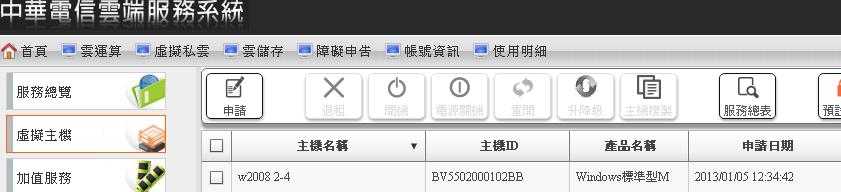 中華電信雲端服務系統
首頁 雲運算 虛擬私雲 雲儲存 障礙申告 帳號資訊 使用明細
服務總覽
虛擬主機
加值服務
申請 退租 開機 電源關機 重開 升降級 主機複製 服務總表
主機名稱 主機ID 產品名稱 申請日期
w2008 2-4 BV5502000102BB Windows標準型M 2013/01/05 12:34:42